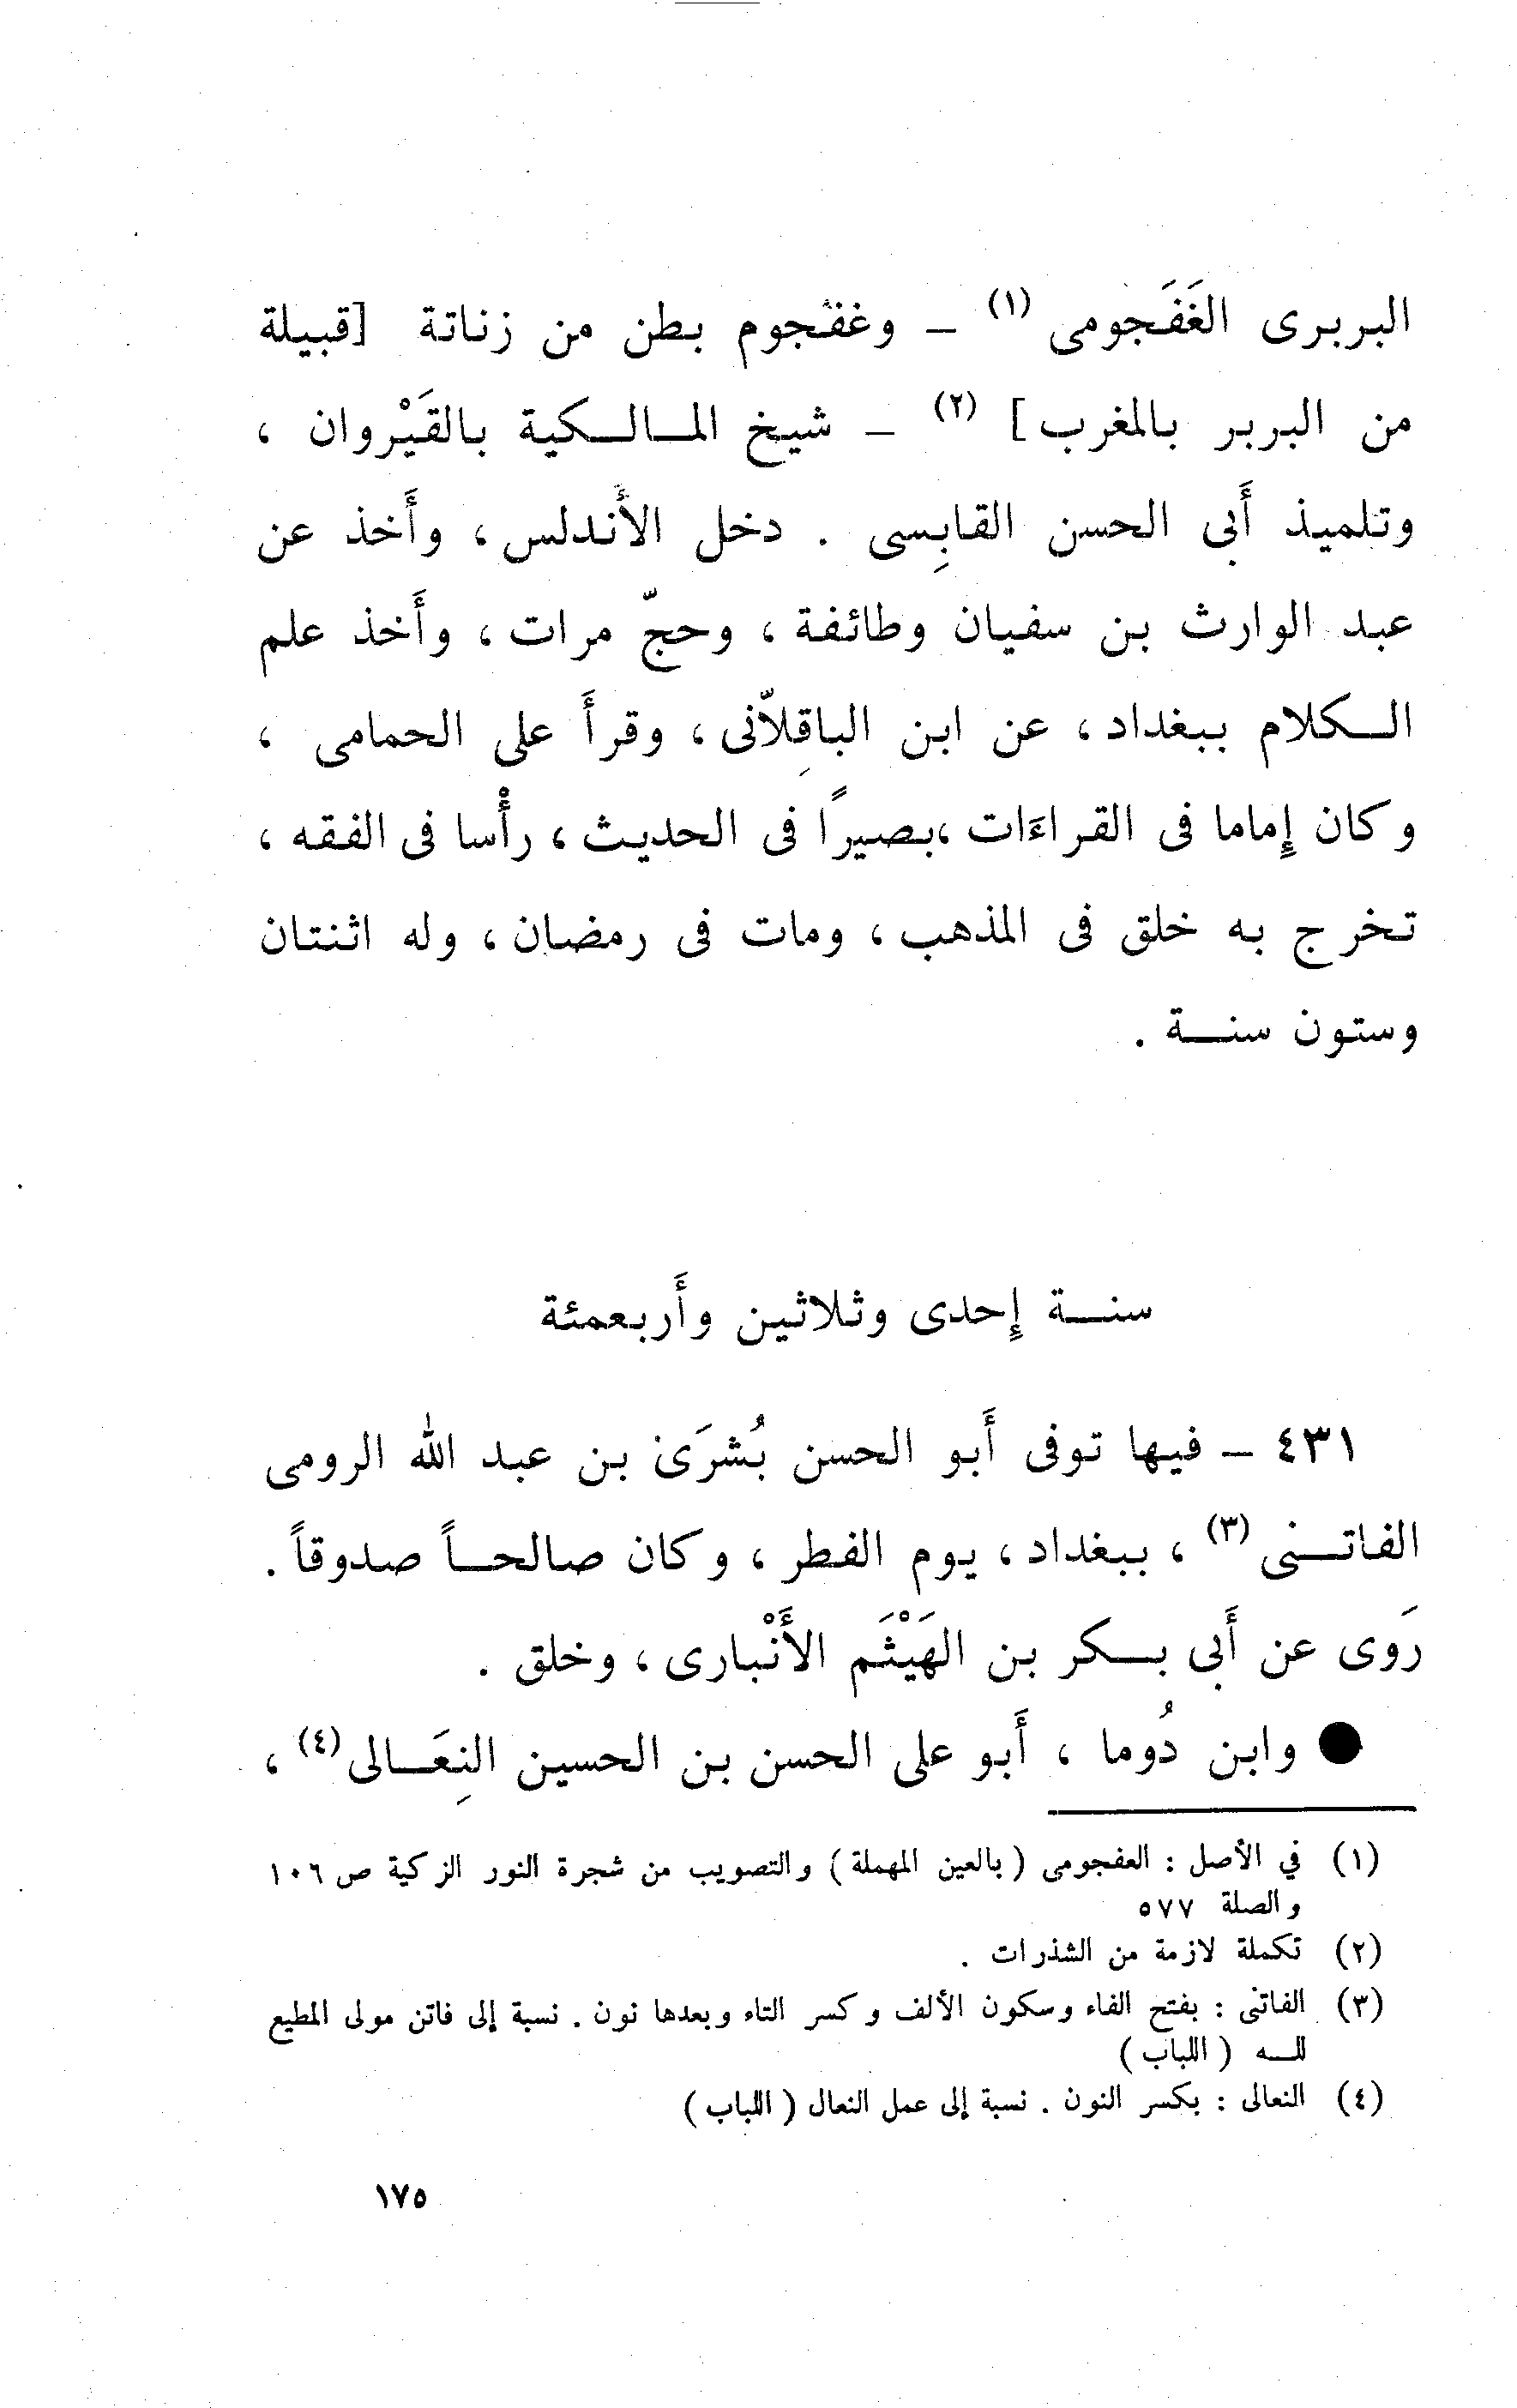 البربرى الغَفَجومى (١) – وغفجوم بطن من زناتة [قبيلة
من البربر بالمغرب] (٢) – شيخ المالكية بالقَيْروان ،
وتلميذ أَبى الحسن القابِسى . دخل الأَندلس ، وأَخذ عن
عبد الوارث بن سفيان وطائفة ، وحجّ مرات ، وأَخذ علم
الكلام ببغداد ، عن ابن الباقِلاّنى ، وقرأَ على الحمامى ،
وكان إِماما فى القراءَات ،بصيرًا فى الحديث ، رأْسا فى الفقه ،
تخرج به خلق فى المذهب ، ومات فى رمضان ، وله اثنتان
وستون سنة .
سنة إِحدى وثلاثين وأَربعمئة
٤٣١ – فيها توفى أَبو الحسن بُشرَىٰ بن عبد الله الرومى
الفاتنى (٣) ، ببغداد ، يوم الفطر ، وكان صالحاً صدوقاً .
رَوى عن أَبى بكر بن الهَيْثَم الأَنْبارى ، وخلق .
● وابن دُوما ، أَبو على الحسن بن الحسين النِعَالى (٤) ،
(١) في الأصل : العفجومى ( بالعين المهملة ) والتصويب من شجرة النور الزكية ص ١٠٦
والصلة ٥٧٧
(٢) تكملة لازمة من الشذرات .
(٣) الفاتنى : بفتح الفاء وسكون الألف وكسر التاء وبعدها نون . نسبة إلى فاتن مولى المطيع
لله ( اللباب )
(٤) النعالى : بكسر النون . نسبة إلى عمل النعال ( اللباب )
١٧٥